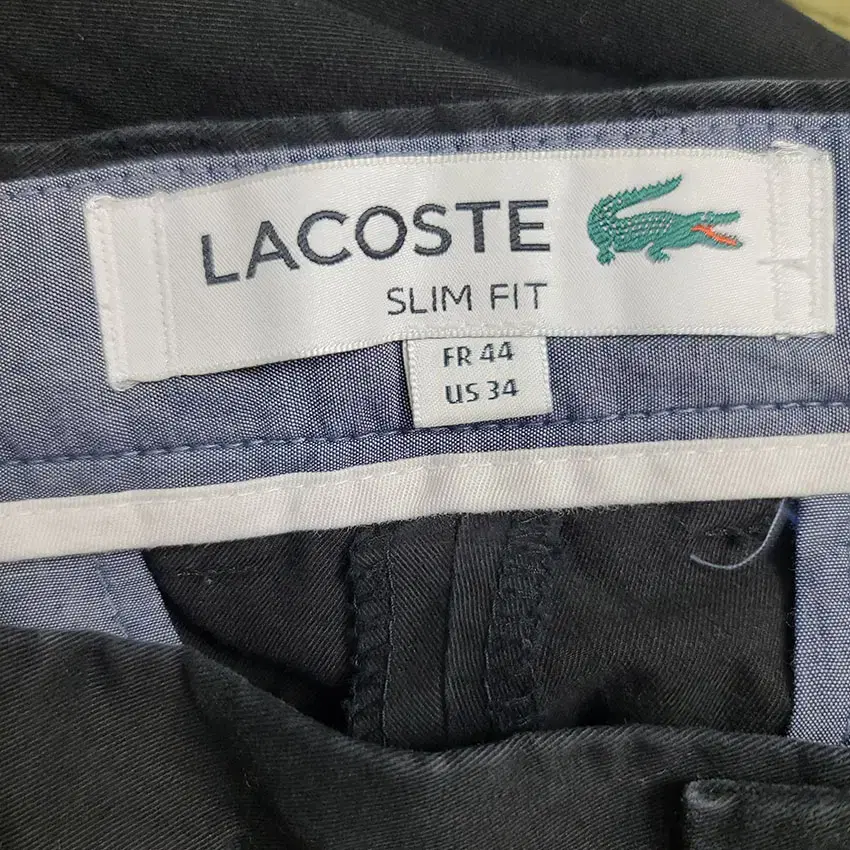 LACOSTE
SLIM FIT
FR 44
US 34